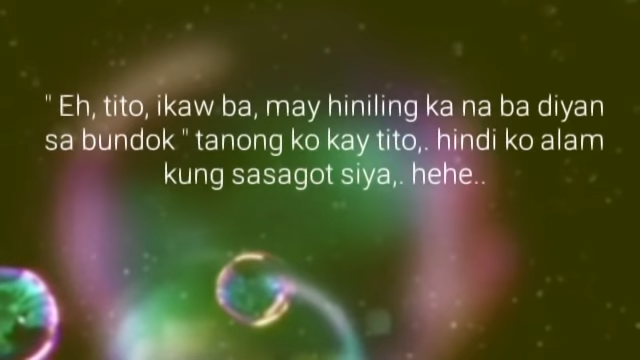 " Eh, tito, ikaw ba, may hiniling ka na ba diyan
sa bundok " tanong ko kay tito,. hindi ko alam
kung sasagot siya,. hehe..